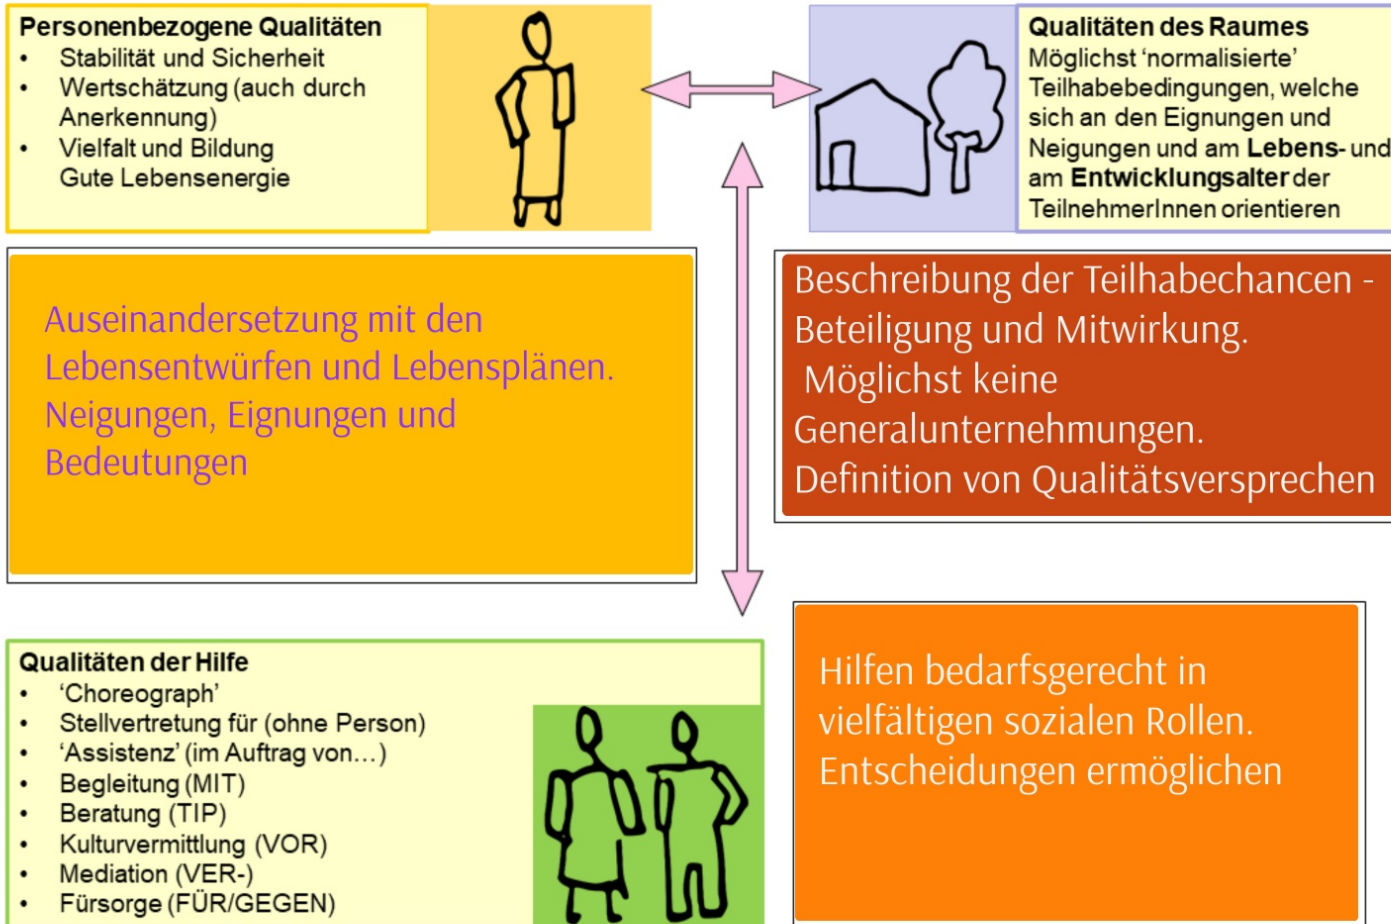 Personenbezogene Qualitäten
• Stabilität und Sicherheit
• Wertschätzung (auch durch
Anerkennung)
• Vielfalt und Bildung
Gute Lebensenergie
Qualitäten des Raumes
Möglichst ‘normalisierte’
Teilhabebedingungen, welche
sich an den Eignungen und
Neigungen und am Lebens- und
am Entwicklungsalter der
TeilnehmerInnen orientieren
Auseinandersetzung mit den
Lebensentwürfen und Lebensplänen.
Neigungen, Eignungen und
Bedeutungen
Beschreibung der Teilhabechancen -
Beteiligung und Mitwirkung.
Möglichst keine
Generalunternehmungen.
Definition von Qualitätsversprechen
Qualitäten der Hilfe
• ‘Choreograph’
• Stellvertretung für (ohne Person)
• ‘Assistenz’ (im Auftrag von…)
• Begleitung (MIT)
• Beratung (TIP)
• Kulturvermittlung (VOR)
• Mediation (VER-)
• Fürsorge (FÜR/GEGEN)
Hilfen bedarfsgerecht in
vielfältigen sozialen Rollen.
Entscheidungen ermöglichen